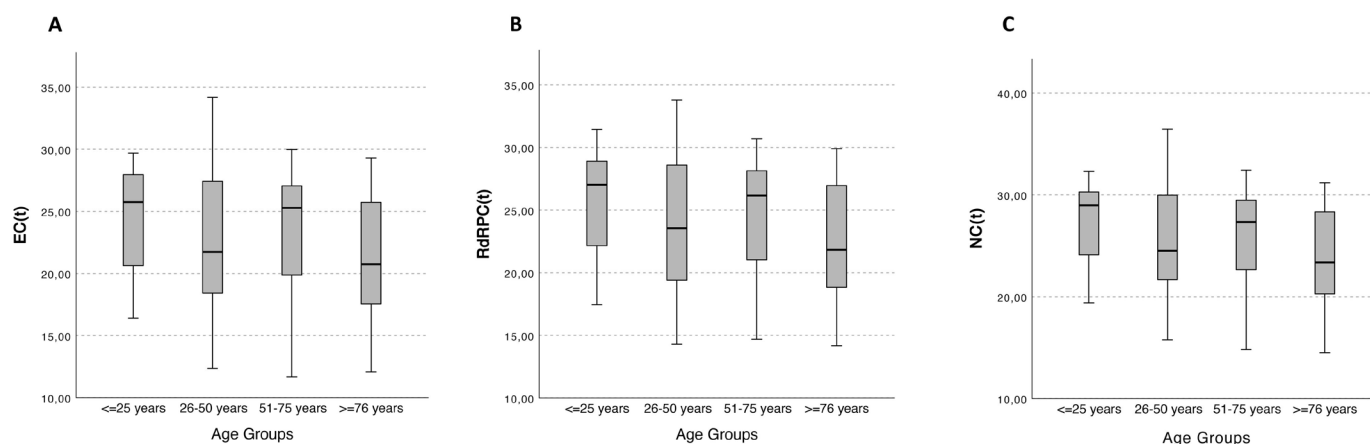 A
EC(t)
35,00
30,00
25,00
20,00
15,00
10,00
<=25 years 26-50 years 51-75 years >=76 years
Age Groups
B
RdRPC(t)
35,00
30,00
25,00
20,00
15,00
10,00
<=25 years 26-50 years 51-75 years >=76 years
Age Groups
C
NC(t)
40,00
30,00
20,00
10,00
<=25 years 26-50 years 51-75 years >=76 years
Age Groups